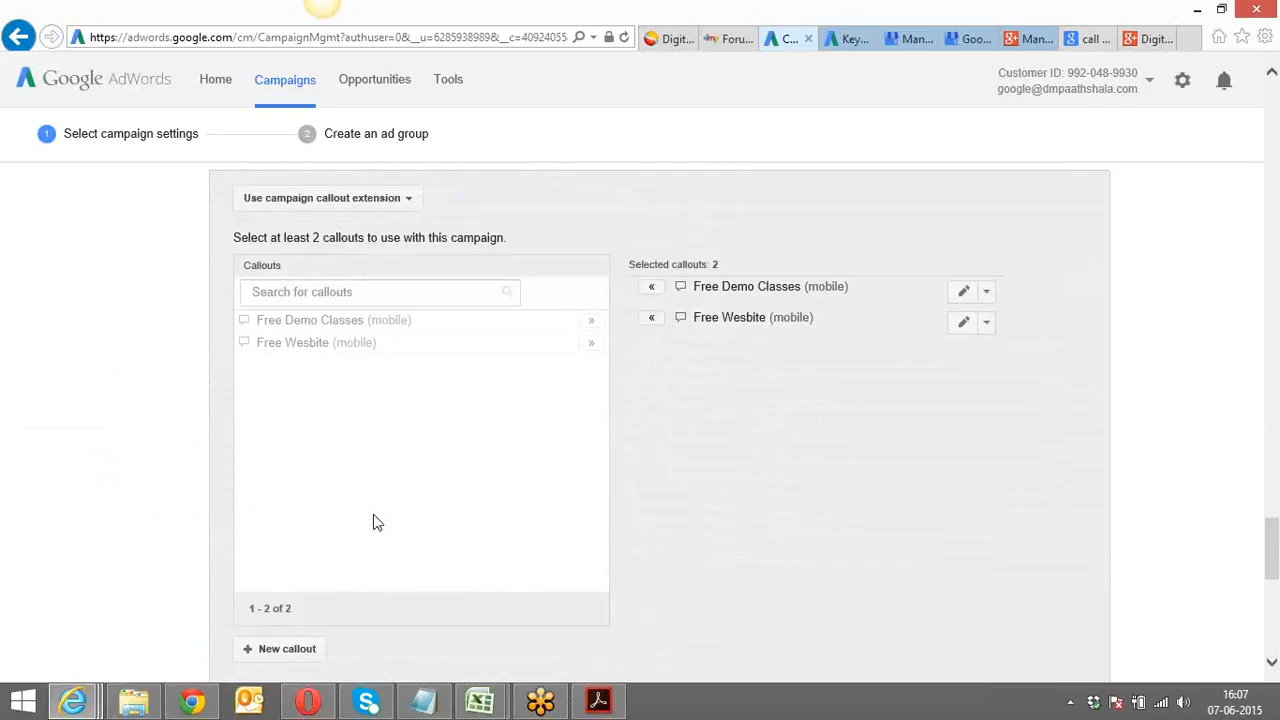 https://adwords.google.com/cm/CampaignMgmt?authuser=0&__u=6285938989&__c=40924055...
Digit...
Foru...
C...
Key...
Man...
Goo...
Man...
call ...
Digit...
Google AdWords
Home
Campaigns
Opportunities
Tools
Customer ID: 992-048-9930
google@dmpaathshala.com
1 Select campaign settings
2 Create an ad group
Use campaign callout extension
Select at least 2 callouts to use with this campaign.
Callouts
Selected callouts: 2
Search for callouts
Free Demo Classes (mobile)
Free Wesbite (mobile)
Free Demo Classes (mobile)
Free Wesbite (mobile)
1 - 2 of 2
+ New callout
16:07
07-06-2015